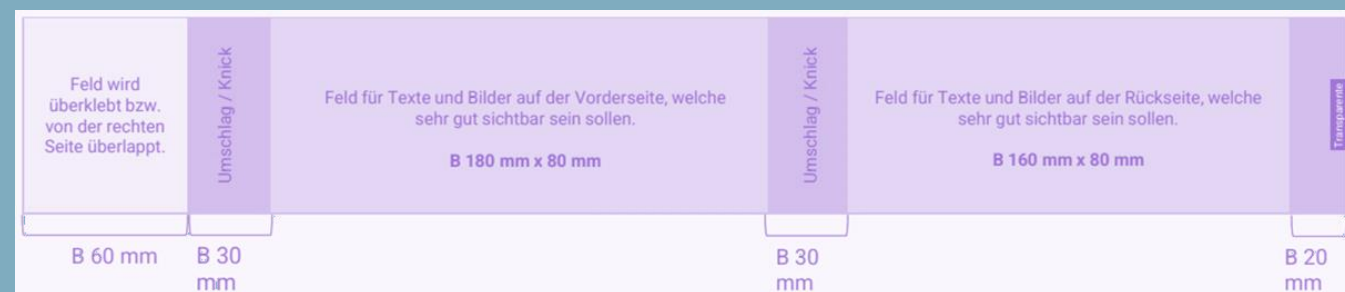 Feld wird
überklebt bzw.
von der rechten
Seite überlappt.
Umschlag / Knick
Feld für Texte und Bilder auf der Vorderseite, welche
sehr gut sichtbar sein sollen.
B 180 mm x 80 mm
Umschlag / Knick
Feld für Texte und Bilder auf der Rückseite, welche
sehr gut sichtbar sein sollen.
B 160 mm x 80 mm
Transparente
B 60 mm
B 30
mm
B 30
mm
B 20
mm